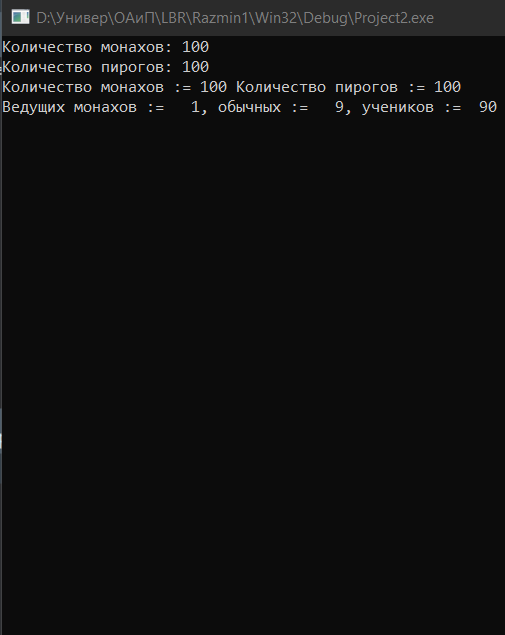 D:\Универ\ОАиП\LBR\Razmin1\Win32\Debug\Project2.exe
Количество монахов: 100
Количество пирогов: 100
Количество монахов := 100 Количество пирогов := 100
Ведущих монахов :=   1, обычных :=   9, учеников :=  90